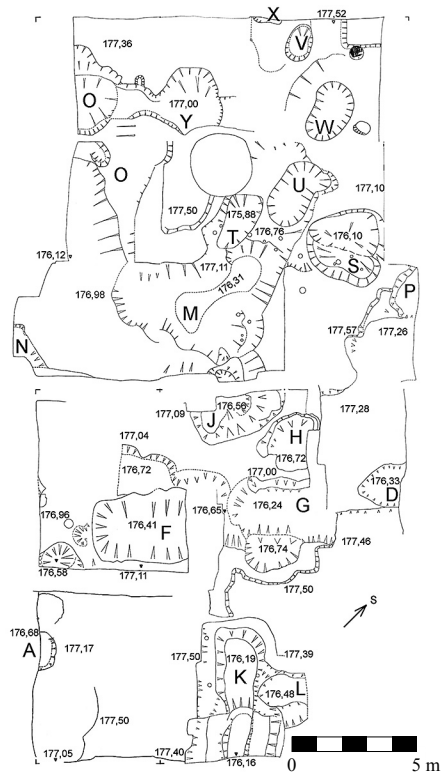 X
177,52
177,36
V
O
177,00
Y
W
O
U
177,10
177,50
175,88
T
176,76
176,10
S
176,12
177,11
176,31
P
176,98
M
177,57
177,26
N
J
176,56
177,09
177,28
H
177,04
176,72
176,72
177,00
176,33
D
176,24
G
176,65
176,96
176,41
F
177,46
176,74
176,58
177,11
177,50
S
176,68
A
177,17
177,50
177,39
176,19
K
176,48
L
177,50
177,05
177,40
176,16
0
5 m